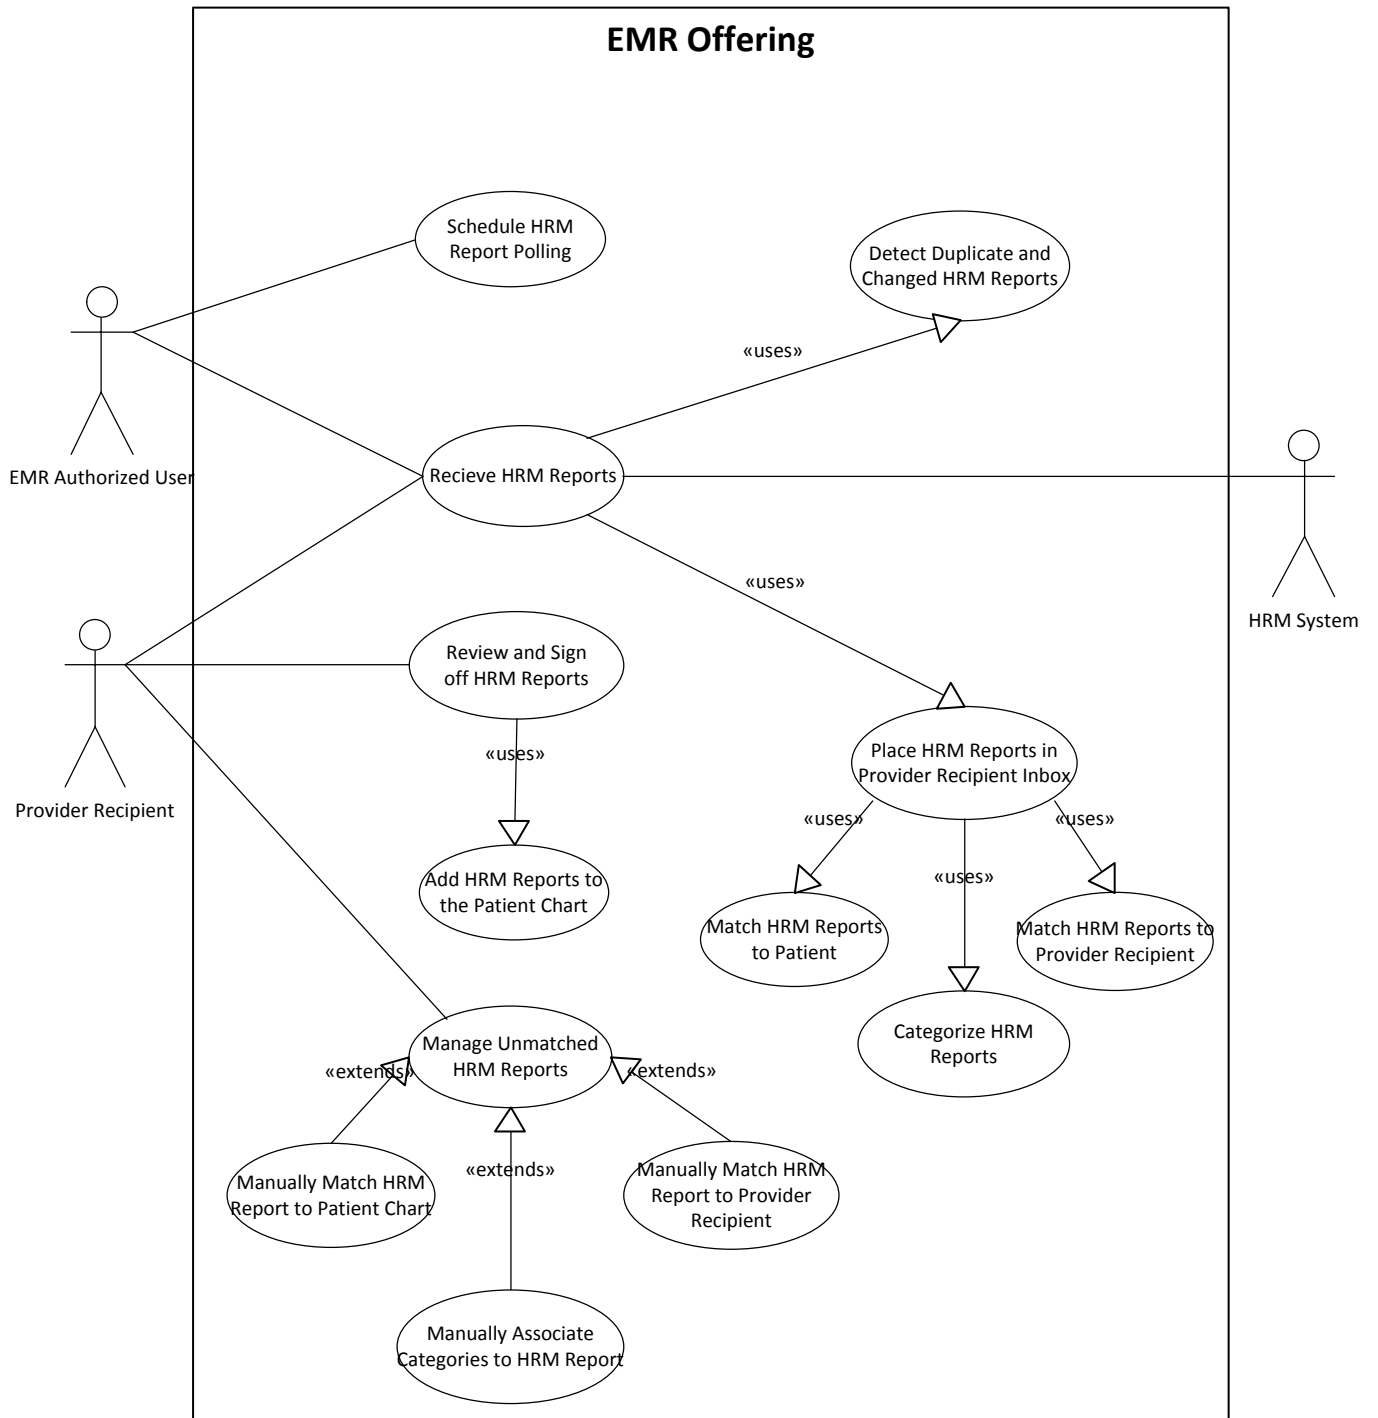 EMR Offering
Schedule HRM
Report Polling
Detect Duplicate and
Changed HRM Reports
«uses»
EMR Authorized User
Recieve HRM Reports
«uses»
HRM System
Review and Sign
off HRM Reports
«uses»
Place HRM Reports in
Provider Recipient Inbox
Provider Recipient
«uses»
«uses»
«uses»
Add HRM Reports to
the Patient Chart
Match HRM Reports
to Patient
Match HRM Reports to
Provider Recipient
Categorize HRM
Reports
Manage Unmatched
HRM Reports
«extends»
«extends»
«extends»
Manually Match HRM
Report to Patient Chart
Manually Match HRM
Report to Provider
Recipient
Manually Associate
Categories to HRM Report